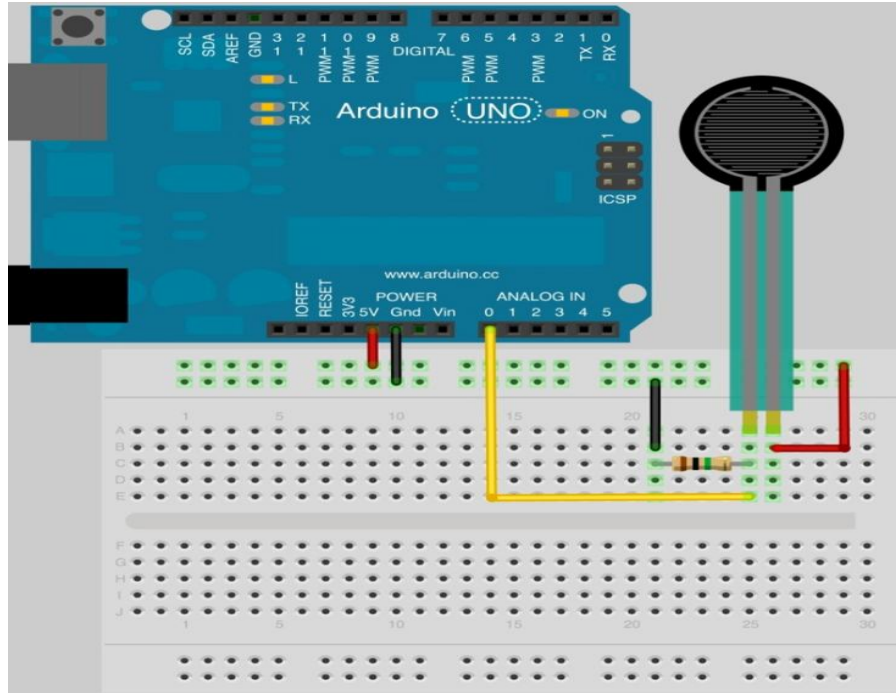 SCL SDA AREF GND 13 12 PWM 11 PWM 10 PWM 9 8 7 PWM 6 PWM 5 4 PWM 3 2 TX 1 RX 0
DIGITAL
L
TX
RX
Arduino UNO
ON
1
ICSP
www.arduino.cc
POWER ANALOG IN
IOREF RESET 3V3 5V Gnd Vin 0 1 2 3 4 5
1 5 10 15 20 30
A
B
C
D
E
F
G
H
I
J
1 5 10 15 20 25 30